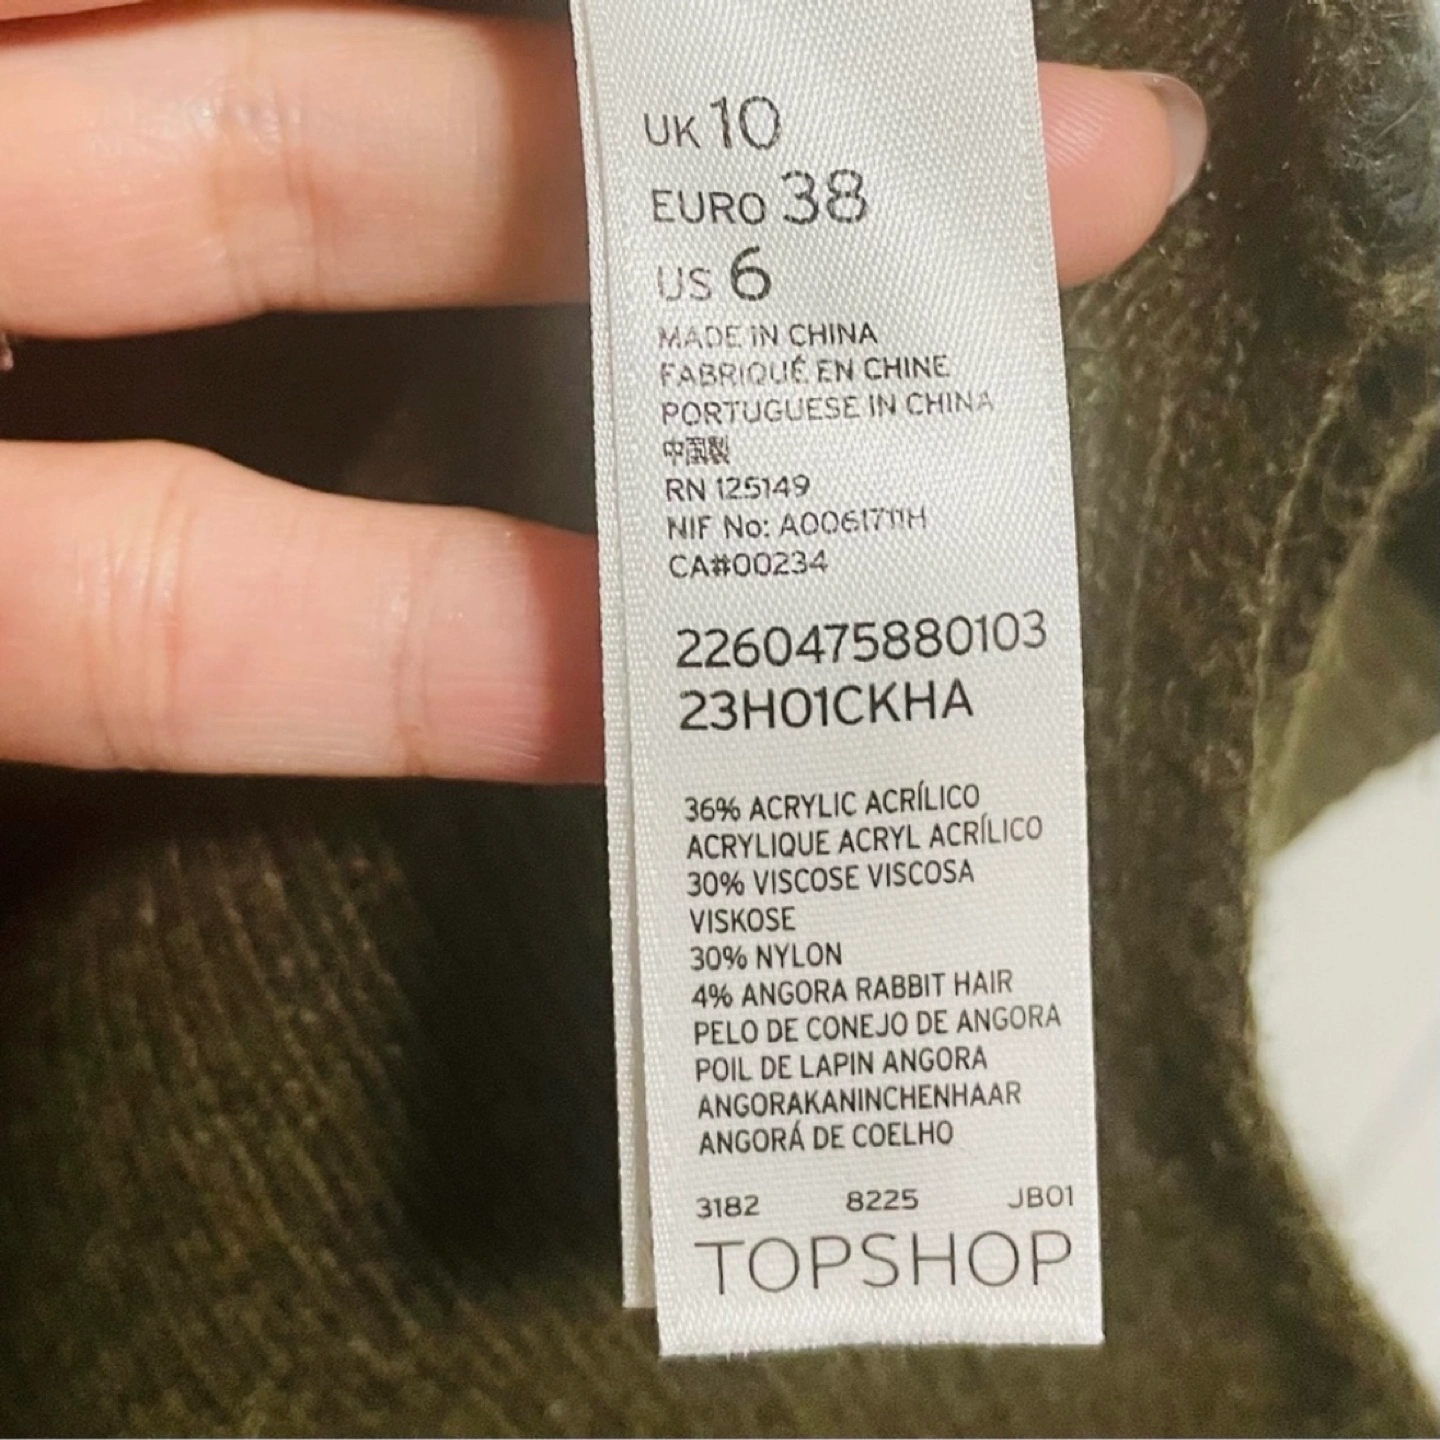 UK 10
EURO 38
US 6
MADE IN CHINA
FABRIQUÉ EN CHINE
PORTUGUESE IN CHINA
中国製
RN 125149
NIF No: A0061711H
CA#00234
2260475880103
23H01CKHA
36% ACRYLIC ACRÍLICO
ACRYLIQUE ACRYL ACRÍLICO
30% VISCOSE VISCOSA
VISKOSE
30% NYLON
4% ANGORA RABBIT HAIR
PELO DE CONEJO DE ANGORA
POIL DE LAPIN ANGORA
ANGORAKANINCHENHAAR
ANGORÁ DE COELHO
3182 8225 JB01
TOPSHOP